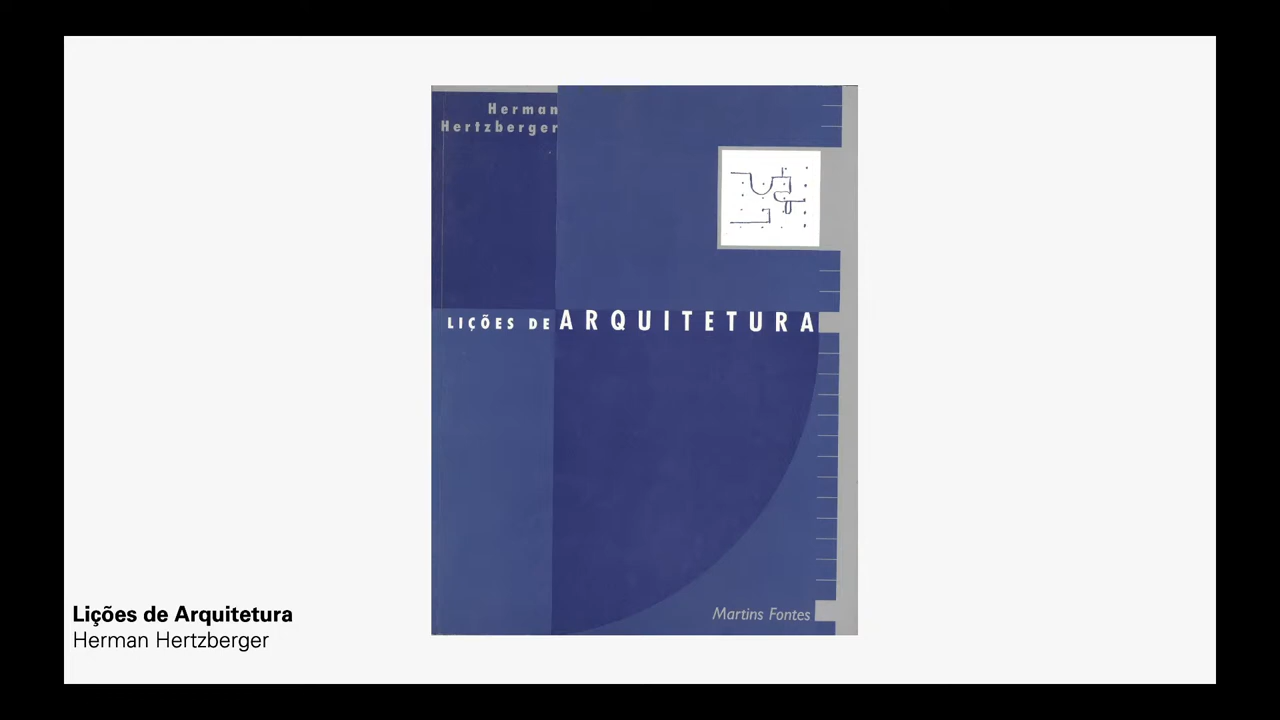 Herman
Hertzberger
LIÇÕES DE ARQUITETURA
Martins Fontes
Lições de Arquitetura
Herman Hertzberger